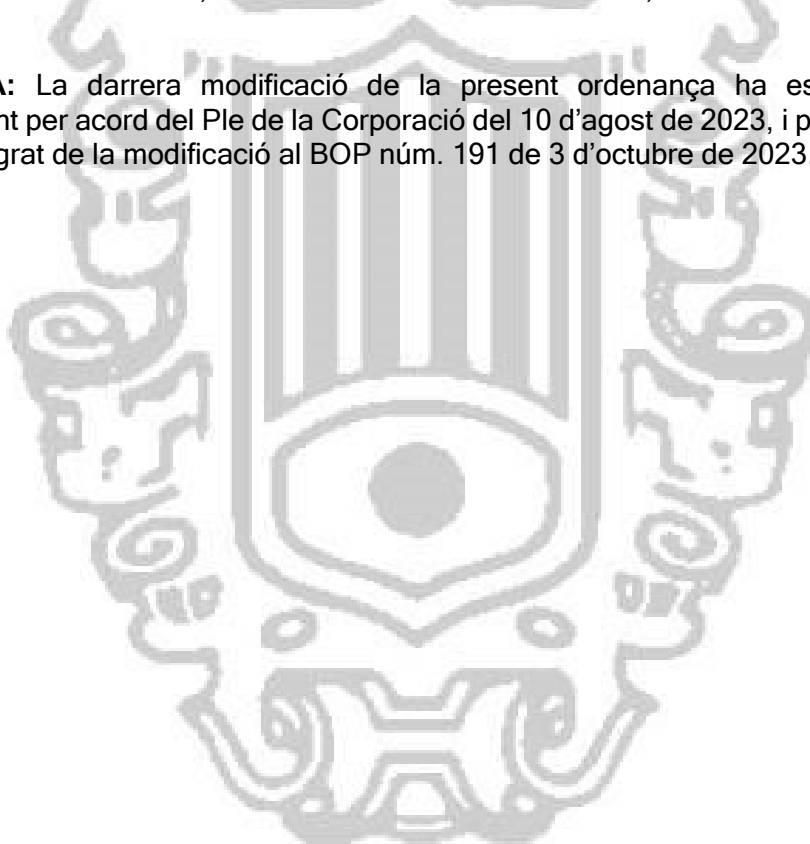 A: La darrera modificació de la present ordenança ha es
nt per acord del Ple de la Corporació del 10 d’agost de 2023, i p
grat de la modificació al BOP núm. 191 de 3 d’octubre de 2023